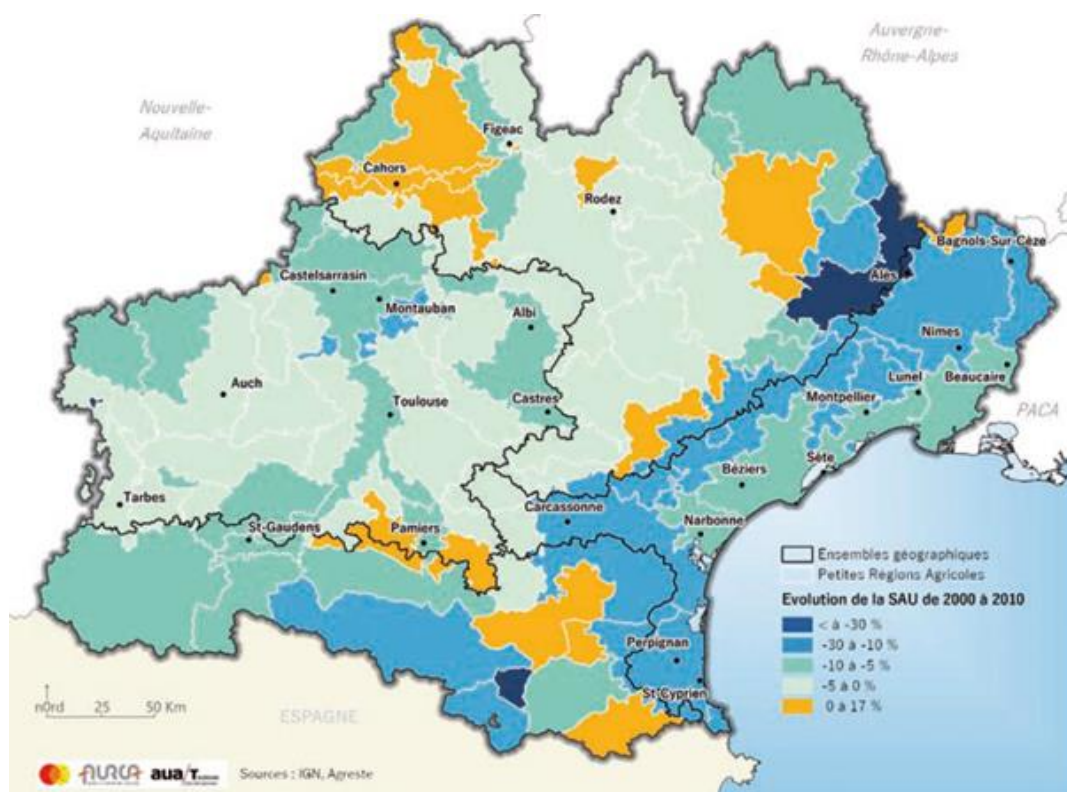 Auvergne-
Rhône-Alpes
Nouvelle-
Aquitaine
Figeac
Cahors
Rodez
Bagnols-Sur-Cèze
Alès
Castelsarrasin
Montauban
Albi
Nimes
Auch
Toulouse
Castres
Lunel
Beaucaire
Montpellier
PACA
Béziers
Sète
Tarbes
Carcassonne
St-Gaudens
Pamiers
Narbonne
Ensembles géographiques
Petites Régions Agricoles
Evolution de la SAU de 2000 à 2010
< à -30 %
-30 à -10 %
-10 à -5 %
-5 à 0 %
0 à 17 %
Perpignan
St-Cyprien
nord 25 50 Km
ESPAGNE
AURCA
aua/T
Sources : IGN, Agreste